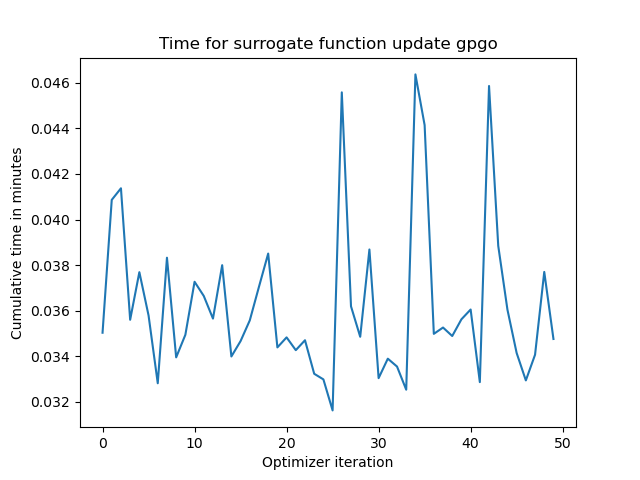 Time for surrogate function update gpgo
0.046
0.044
0.042
0.040
0.038
0.036
0.034
0.032
Cumulative time in minutes
0 10 20 30 40 50
Optimizer iteration